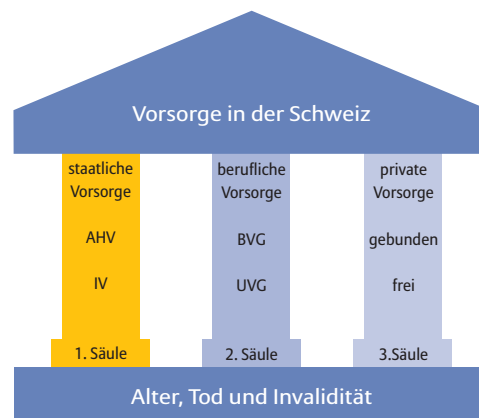 Vorsorge in der Schweiz
staatliche
Vorsorge
AHV
IV
1. Säule
berufliche
Vorsorge
BVG
UVG
2. Säule
private
Vorsorge
gebunden
frei
3.Säule
Alter, Tod und Invalidität